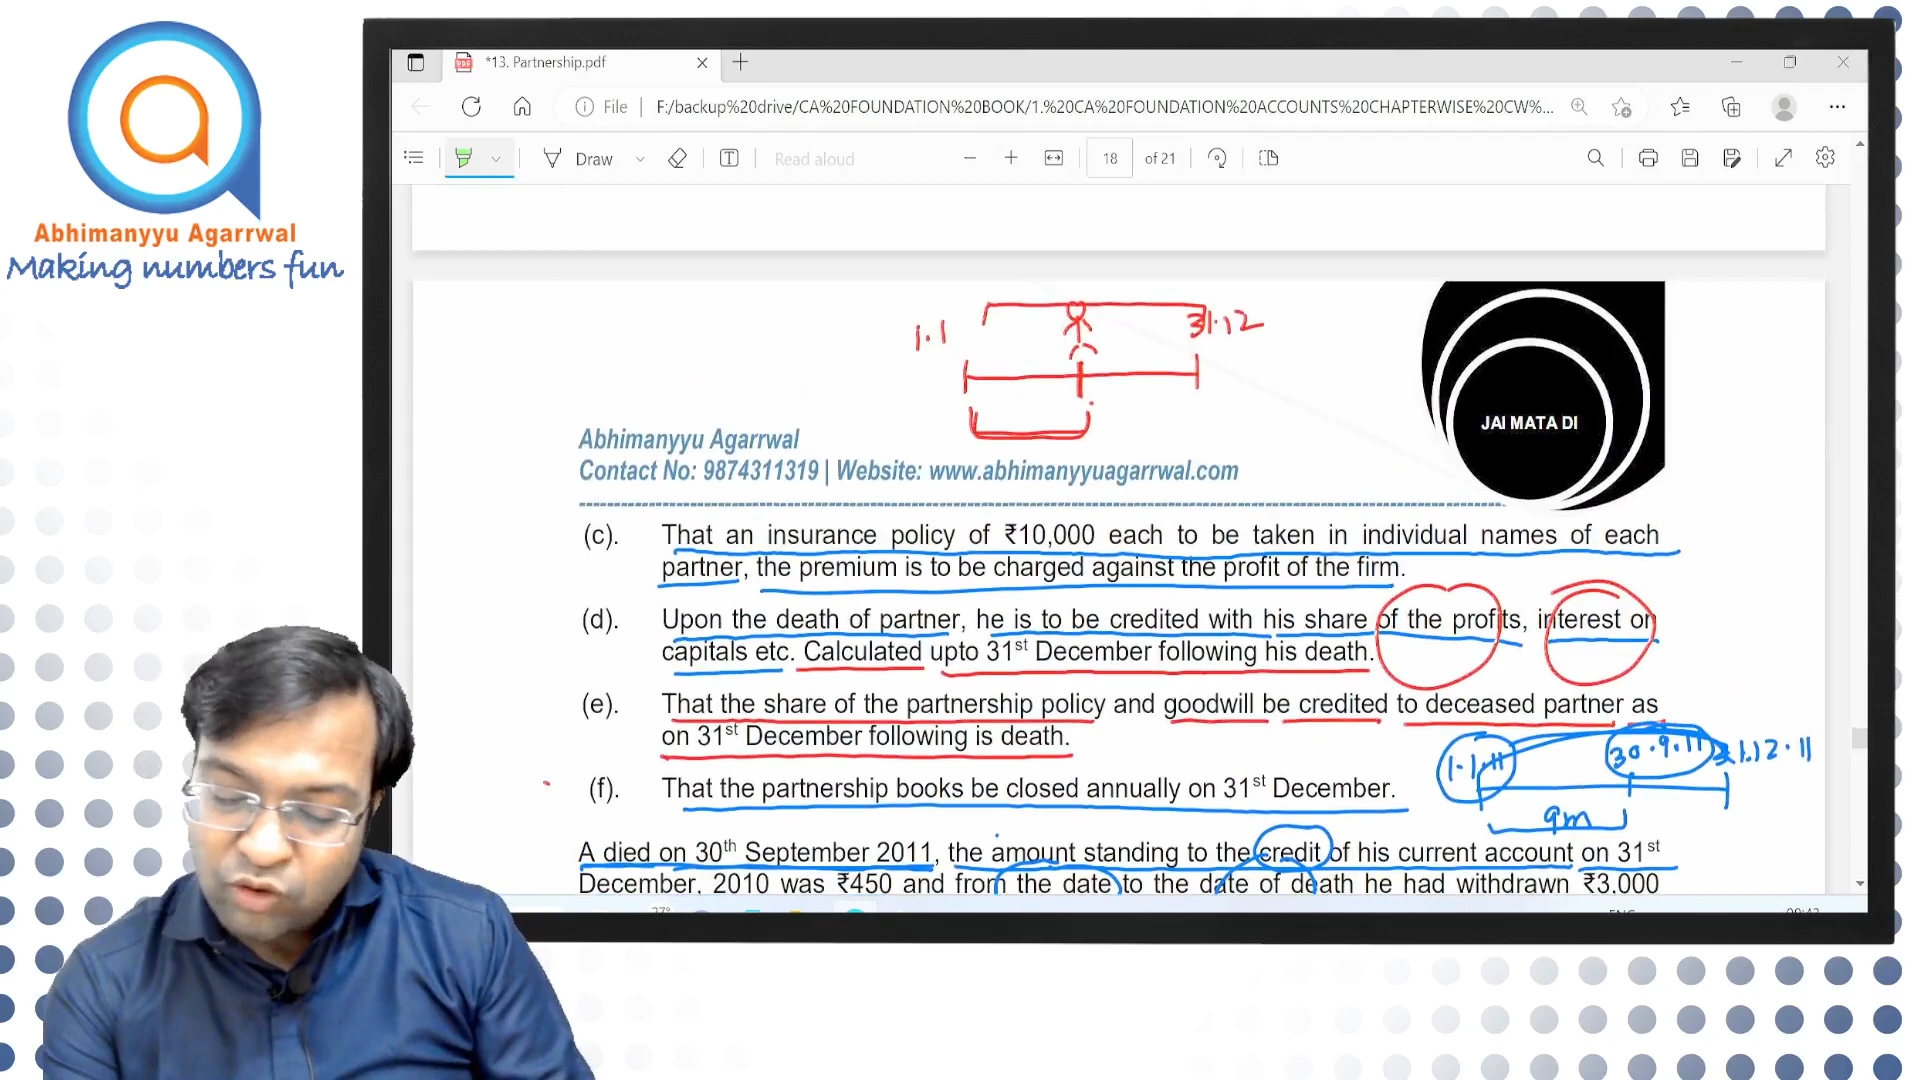 Abhimanyyu Agarrwal
Making numbers fun
*13. Partnership.pdf
File
F:/backup%20drive/CA%20FOUNDATION%20BOOK/1.%20CA%20FOUNDATION%20ACCOUNTS%20CHAPTERWISE%20CW%...
Draw
Read aloud
18
of 21
1.1
31.12
JAI MATA DI
Abhimanyyu Agarrwal
Contact No: 9874311319 | Website: www.abhimanyyuagarrwal.com
(c). That an insurance policy of ₹10,000 each to be taken in individual names of each
partner, the premium is to be charged against the profit of the firm.
(d). Upon the death of partner, he is to be credited with his share of the profits, interest on
capitals etc. Calculated upto 31st December following his death.
(e). That the share of the partnership policy and goodwill be credited to deceased partner as
on 31st December following is death.
1.1.11
30.9.11
31.12.11
(f). That the partnership books be closed annually on 31st December.
9m
A died on 30th September 2011, the amount standing to the credit of his current account on 31st
December, 2010 was ₹450 and from the date to the date of death he had withdrawn ₹3,000